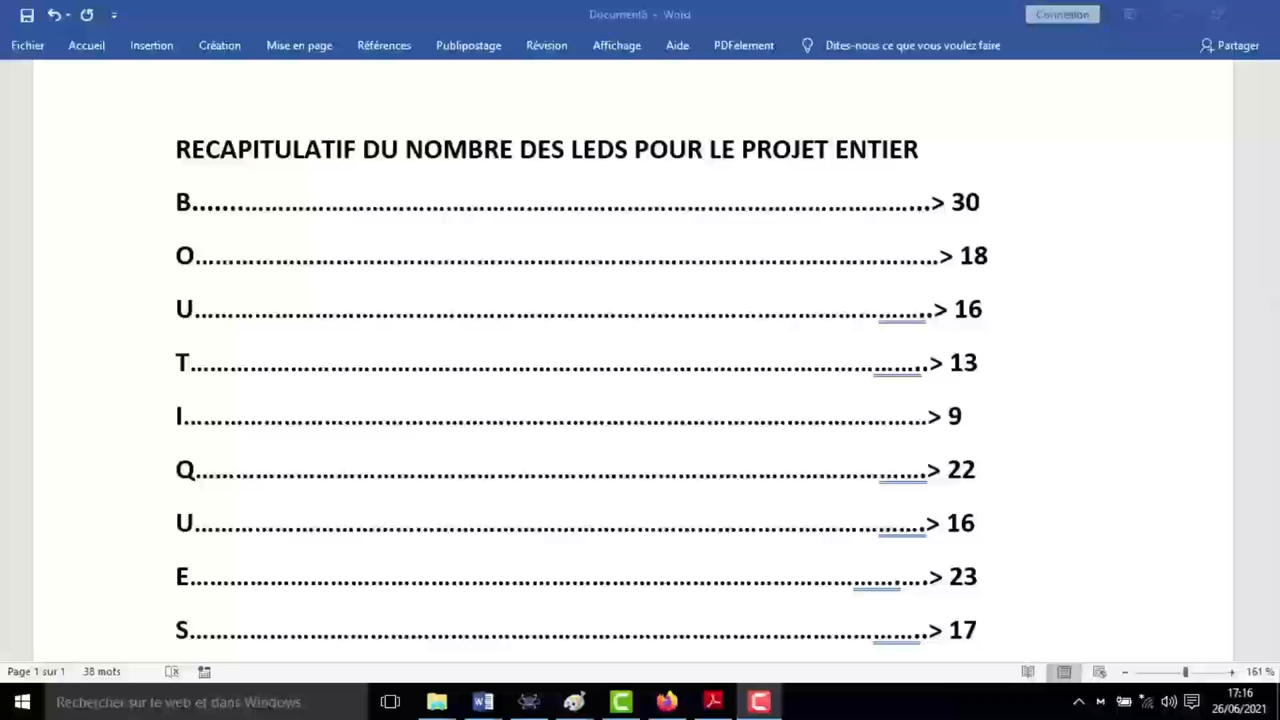 Document6 - Word
Connexion
Fichier Accueil Insertion Création Mise en page Références Publipostage Révision Affichage Aide PDFelement Dites-nous ce que vous voulez faire Partager
RECAPITULATIF DU NOMBRE DES LEDS POUR LE PROJET ENTIER
B.......………………………………………………………………………………………...> 30
O…………………………………………………………………………………………………> 18
U……………………………………………………………………………………………..> 16
T……………………………………………………………………………………………..> 13
I…………………………………………………………………………………………………> 9
Q…………………………………………………………………………………………….> 22
U…………………………………………………………………………………………….> 16
E…………………………………………………………………………………………….…> 23
S……………………………………………………………………………………………..> 17
Page 1 sur 1 38 mots 161 %
Rechercher sur le web et dans Windows
17:16
26/06/2021